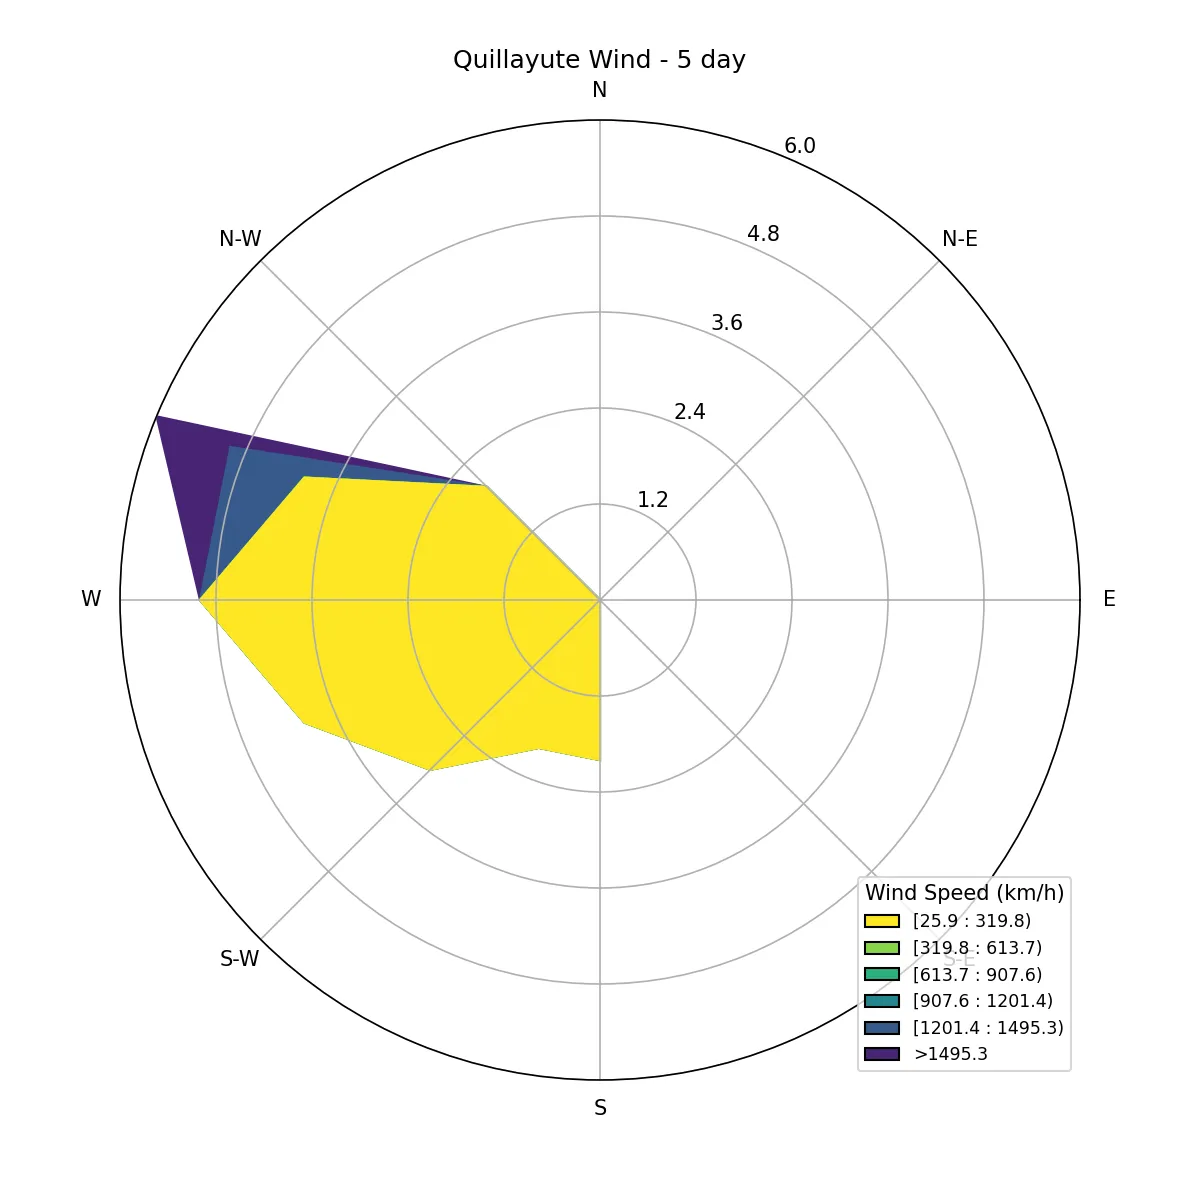 Quillayute Wind - 5 day
N
6.0
N-W
N-E
4.8
3.6
2.4
1.2
W
E
S-W
S-E
S
Wind Speed (km/h)
[25.9 : 319.8)
[319.8 : 613.7)
[613.7 : 907.6)
[907.6 : 1201.4)
[1201.4 : 1495.3)
>1495.3